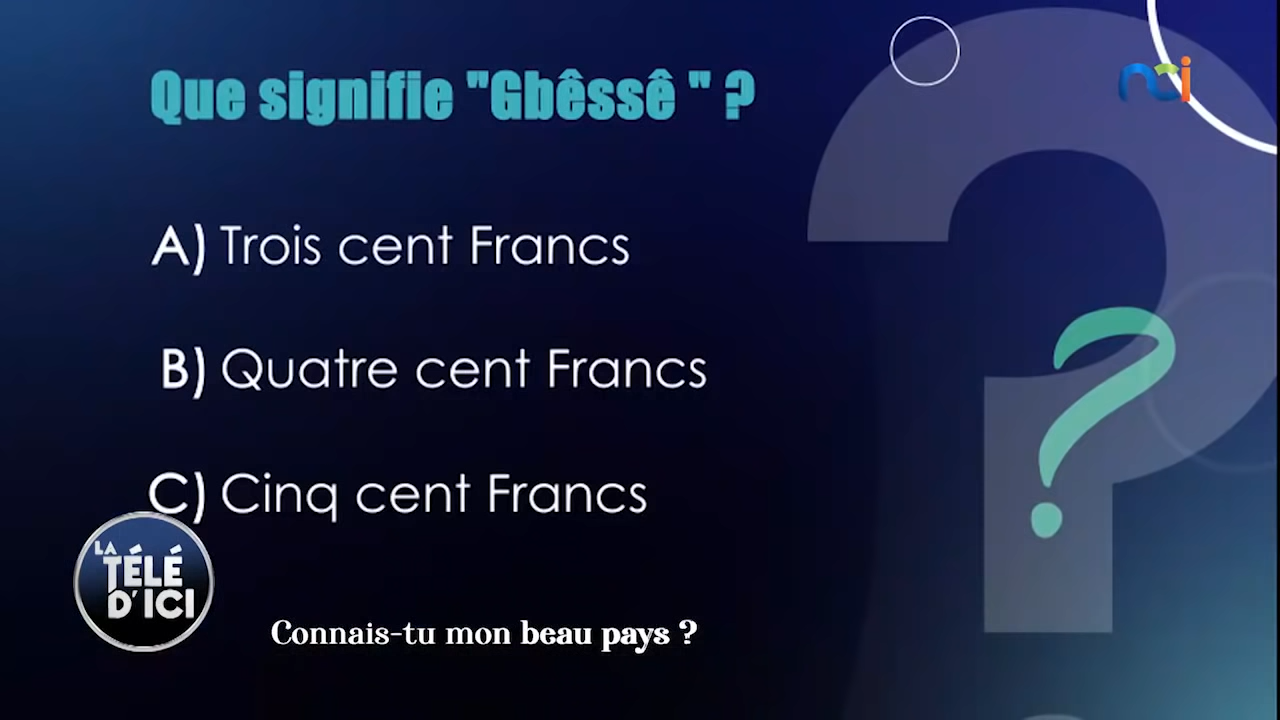 nci
Que signifie "Gbêssê " ?
A) Trois cent Francs
B) Quatre cent Francs
C) Cinq cent Francs
LA
TÉLÉ
D'ICI
Connais-tu mon beau pays ?